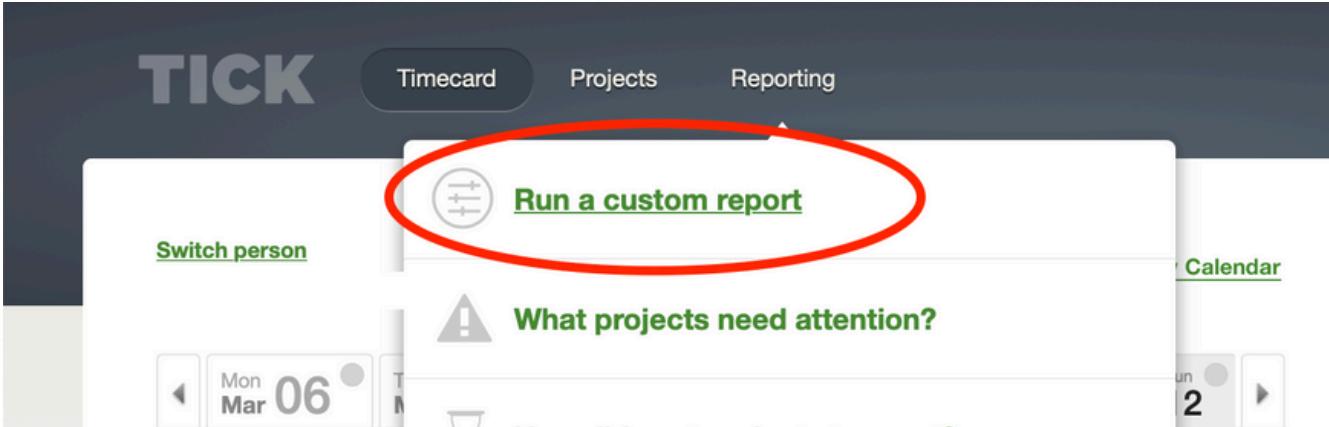 TICK
Timecard
Projects
Reporting
Run a custom report
Switch person
Calendar
What projects need attention?
Mon
Mar 06
2